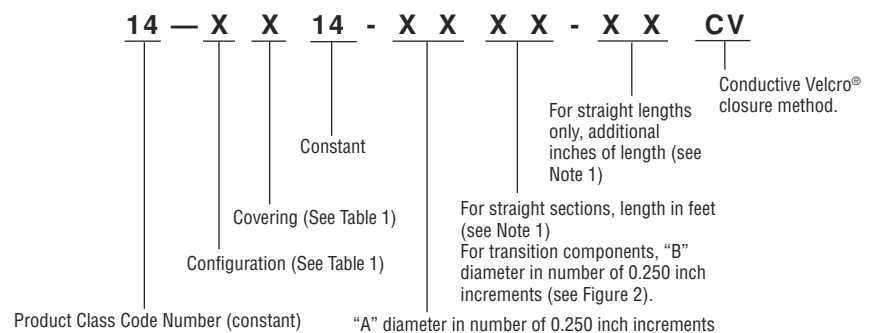 14 — X X 14 - X X X X - X X CV
Conductive Velcro®
closure method.
For straight lengths
only, additional
inches of length (see
Note 1)
Constant
For straight sections, length in feet
(see Note 1)
For transition components, “B”
diameter in number of 0.250 inch
increments (see Figure 2).
Covering (See Table 1)
Configuration (See Table 1)
Product Class Code Number (constant)
“A” diameter in number of 0.250 inch increments